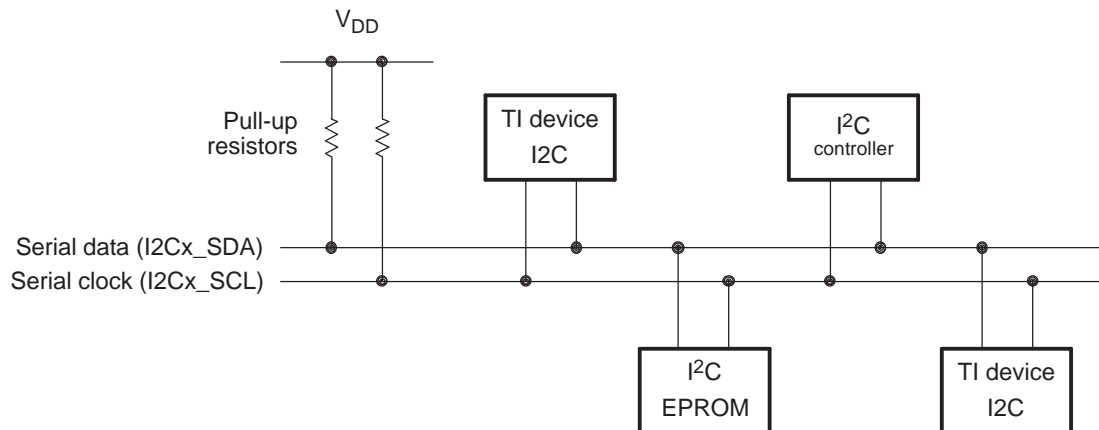 V_DD
Pull-up
resistors
TI device
I2C
I²C
controller
Serial data (I2Cx_SDA)
Serial clock (I2Cx_SCL)
I²C
EPROM
TI device
I2C